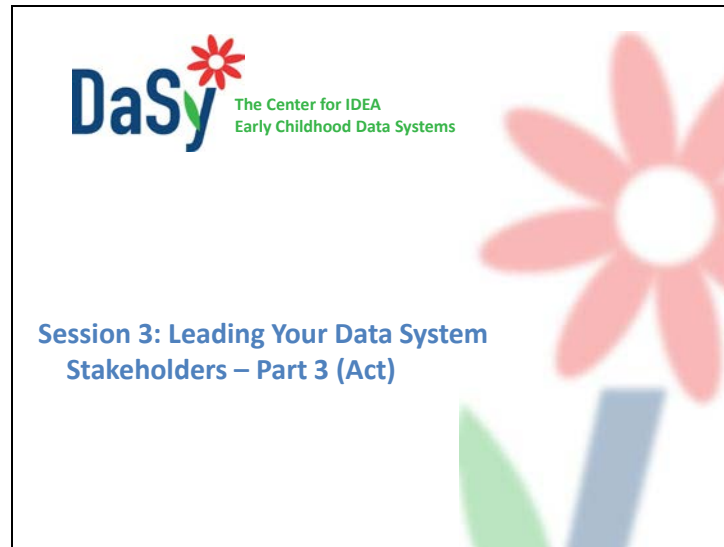 DaSy
The Center for IDEA
Early Childhood Data Systems
Session 3: Leading Your Data System
Stakeholders – Part 3 (Act)